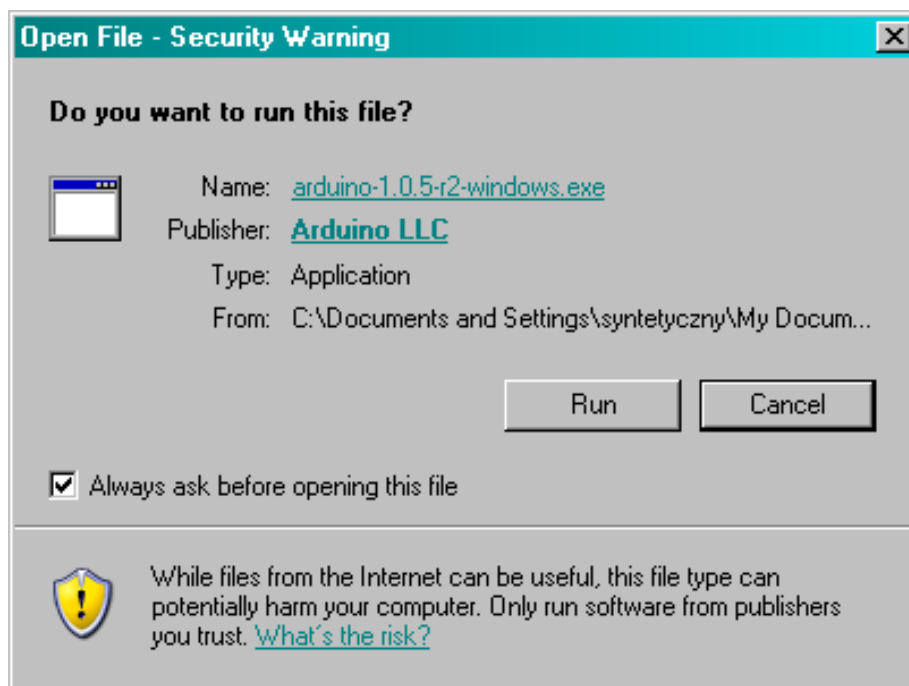 Open File - Security Warning
Do you want to run this file?
Name: arduino-1.0.5-r2-windows.exe
Publisher: Arduino LLC
Type: Application
From: C:\Documents and Settings\syntetyczny\My Docum...
Run Cancel
Always ask before opening this file
While files from the Internet can be useful, this file type can
potentially harm your computer. Only run software from publishers
you trust. What´s the risk?